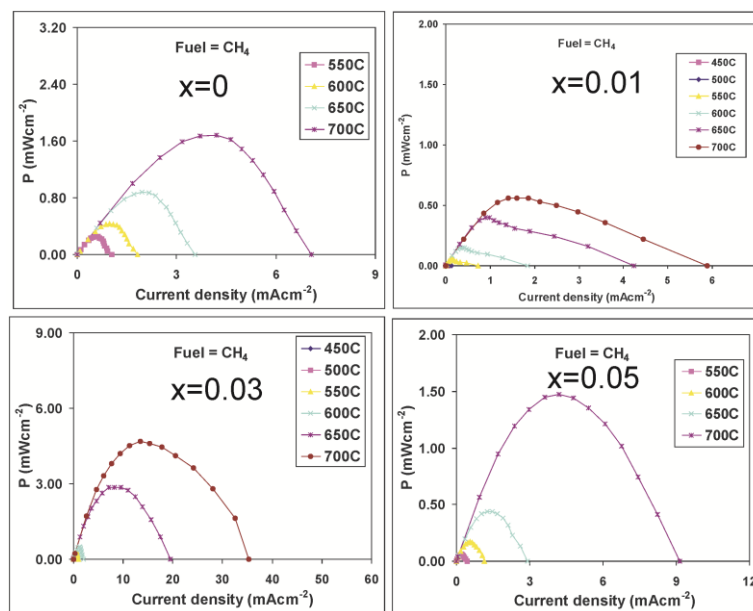 Fuel = CH₄
x=0
550C
600C
650C
700C
P (mWcm⁻²)
3.20
2.40
1.60
0.80
0.00
0 3 6 9
Current density (mAcm⁻²)
Fuel = CH₄
x=0.01
450C
500C
550C
600C
650C
700C
P (mWcm⁻²)
2.00
1.50
1.00
0.50
0.00
0 1 2 3 4 5 6 7
Current density (mAcm⁻²)
Fuel = CH₄
x=0.03
450C
500C
550C
600C
650C
700C
P (mWcm⁻²)
9.00
6.00
3.00
0.00
0 10 20 30 40 50 60
Current density (mAcm⁻²)
Fuel = CH₄
x=0.05
550C
600C
650C
700C
P (mWcm⁻²)
2.00
1.50
1.00
0.50
0.00
0 3 6 9 12
Current density (mAcm⁻²)